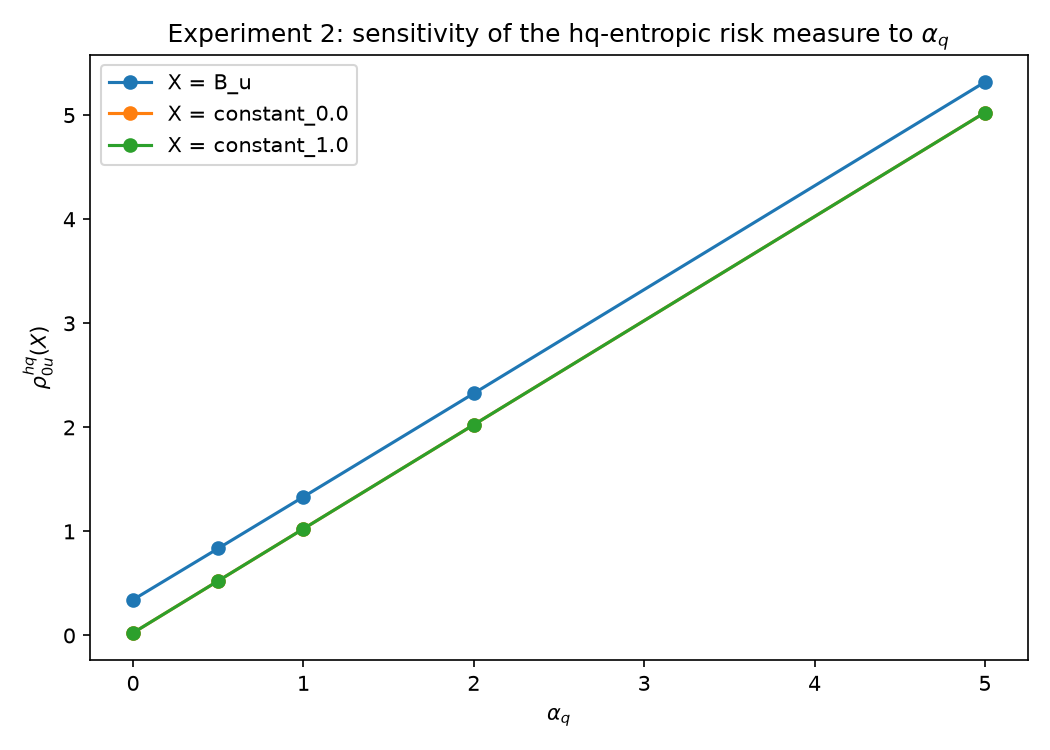 Experiment 2: sensitivity of the hq-entropic risk measure to α_q
X = B_u
X = constant_0.0
X = constant_1.0
ρ^{hq}_{0u}(X)
5
4
3
2
1
0
0 1 2 3 4 5
α_q